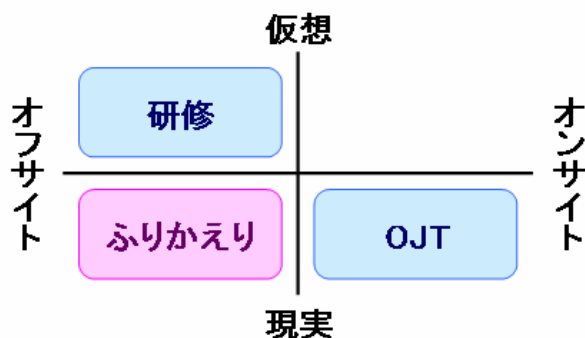 仮想
オフサイト
研修
オンサイト
ふりかえり
OJT
現実